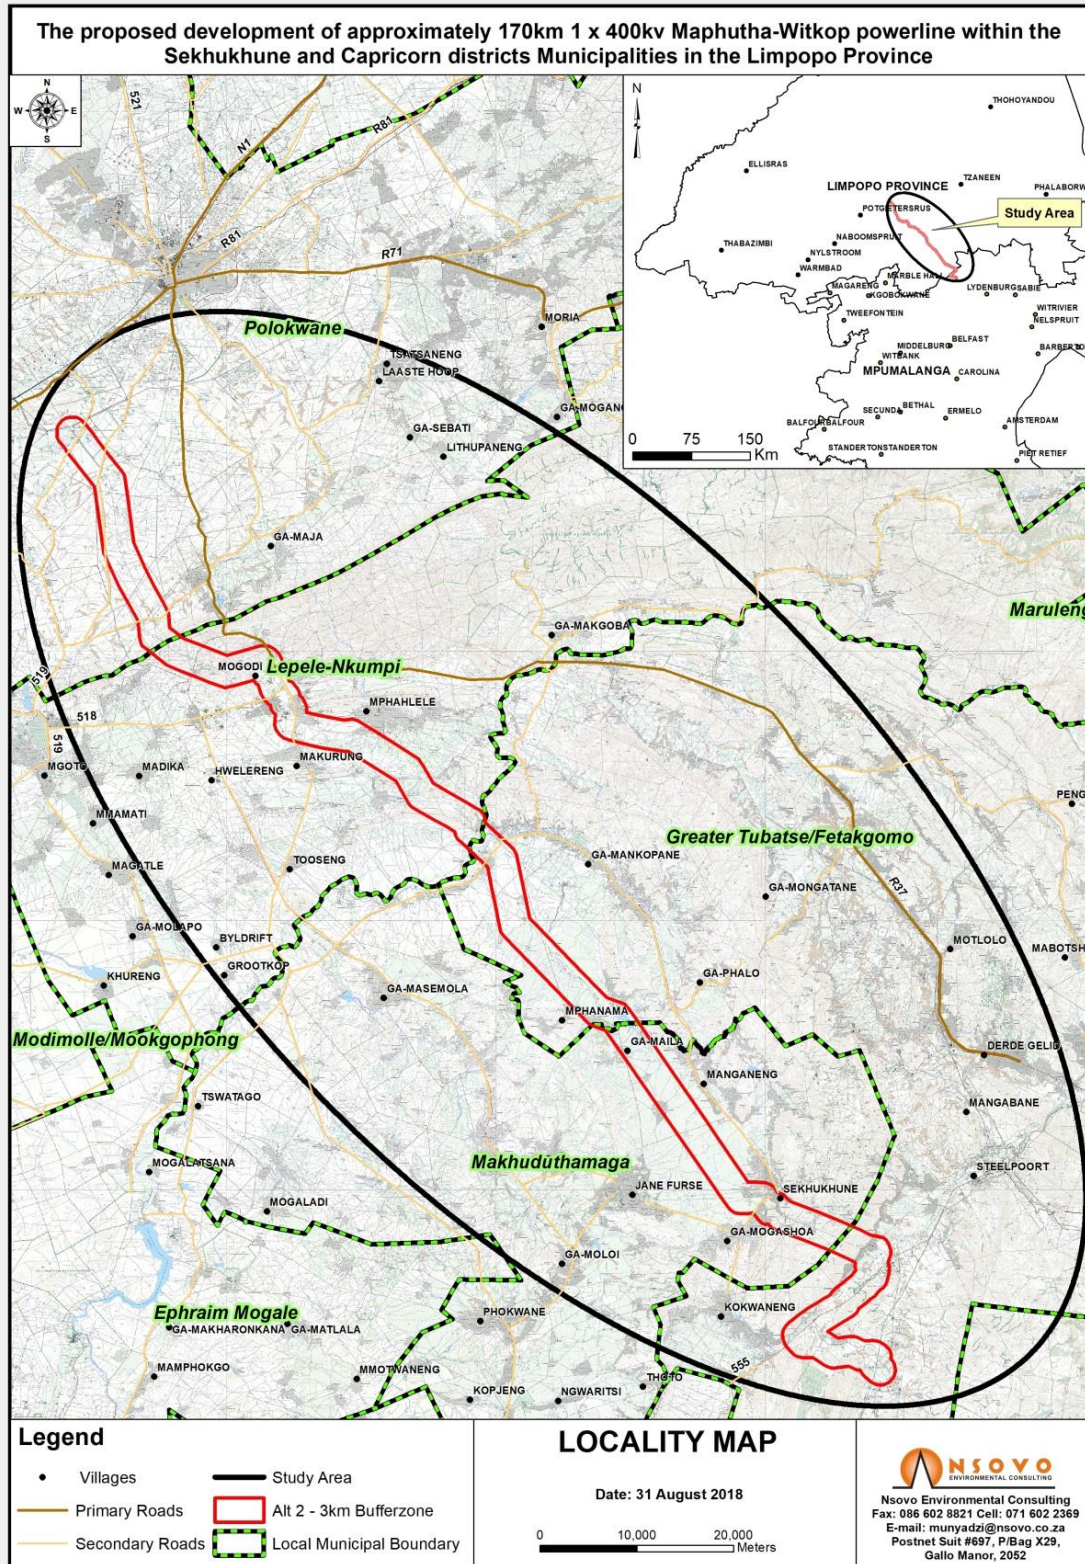 The proposed development of approximately 170km 1 x 400kv Maphutha-Witkop powerline within the
Sekhukhune and Capricorn districts Municipalities in the Limpopo Province
N
W E
S
521
N1
R81
R81
R71
Polokwane
MORIA
TSATSANENG
LAASTE HOOP
GA-MOGANO
GA-SEBATI
LITHUPANENG
GA-MAJA
N
THOHOYANDOU
ELLISRAS
TZANEEN
LIMPOPO PROVINCE
PHALABORW
POTGIETERSRUS
Study Area
NABOOMSPRUIT
THABAZIMBI
NYLSTROOM
WARMBAD
MARBLE HALL
MAGARENG
KGOBOKWANE
LYDENBURG
SABIE
TWEEFONTEIN
WITRIVIER
NELSPRUIT
MIDDELBURG
BELFAST
WITBANK
BARBERTO
MPUMALANGA
CAROLINA
SECUNDA
BETHAL
ERMELO
BALFOUR
BALFOUR
AMSTERDAM
STANDERTON
STANDERTON
PIET RETIEF
0 75 150
Km
Maruleng
GA-MAKGOBA
MOGODI
Lepele-Nkumpi
519
518
519
MPHAHLELE
MGOTO
MADIKA
HWELERENG
MAKURUNG
PENG
MMAMATI
Greater Tubatse/Fetakgomo
MAGATLE
TOOSENG
GA-MANKOPANE
R37
GA-MONGATANE
GA-MOLAPO
BYLDRIFT
MOTLOLO
MABOTSH
GROOTKOP
KHURENG
GA-MASEMOLA
GA-PHALO
MPHANAMA
Modimolle/Mookgophong
GA-MAILA
DERDE GELID
MANGANENG
TSWATAGO
MANGABANE
MOGALATSANA
Makhuduthamaga
STEELPOORT
JANE FURSE
SEKHUKHUNE
MOGALADI
GA-MOGASHOA
GA-MOLOI
Ephraim Mogale
PHOKWANE
KOKWANENG
GA-MAKHARONKANA
GA-MATLALA
555
MAMPHOKGO
MMOTWANENG
THOTO
KOPJENG
NGWARITSI
Legend
Villages
Study Area
Primary Roads
Alt 2 - 3km Bufferzone
Secondary Roads
Local Municipal Boundary
LOCALITY MAP
Date: 31 August 2018
0 10,000 20,000
Meters
NSOVO
ENVIRONMENTAL CONSULTING
Nsovo Environmental Consulting
Fax: 086 602 8821 Cell: 071 602 2369
E-mail: munyadzi@nsovo.co.za
Postnet Suit #697, P/Bag X29,
Gallo Manor, 2052